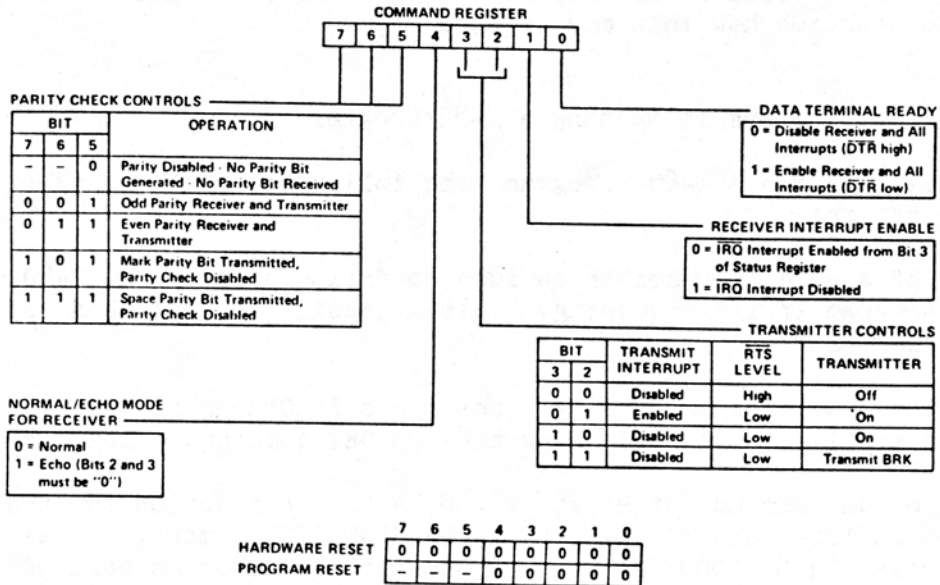 COMMAND REGISTER
7 6 5 4 3 2 1 0
PARITY CHECK CONTROLS
BIT OPERATION
7 6 5
– – 0 Parity Disabled - No Parity Bit
Generated - No Parity Bit Received
0 0 1 Odd Parity Receiver and Transmitter
0 1 1 Even Parity Receiver and
Transmitter
1 0 1 Mark Parity Bit Transmitted,
Parity Check Disabled
1 1 1 Space Parity Bit Transmitted,
Parity Check Disabled
NORMAL/ECHO MODE
FOR RECEIVER
0 = Normal
1 = Echo (Bits 2 and 3
must be "0")
DATA TERMINAL READY
0 = Disable Receiver and All
Interrupts (DTR high)
1 = Enable Receiver and All
Interrupts (DTR low)
RECEIVER INTERRUPT ENABLE
0 = IRQ Interrupt Enabled from Bit 3
of Status Register
1 = IRQ Interrupt Disabled
TRANSMITTER CONTROLS
BIT TRANSMIT INTERRUPT RTS LEVEL TRANSMITTER
3 2
0 0 Disabled High Off
0 1 Enabled Low On
1 0 Disabled Low On
1 1 Disabled Low Transmit BRK
7 6 5 4 3 2 1 0
HARDWARE RESET 0 0 0 0 0 0 0 0
PROGRAM RESET – – – 0 0 0 0 0